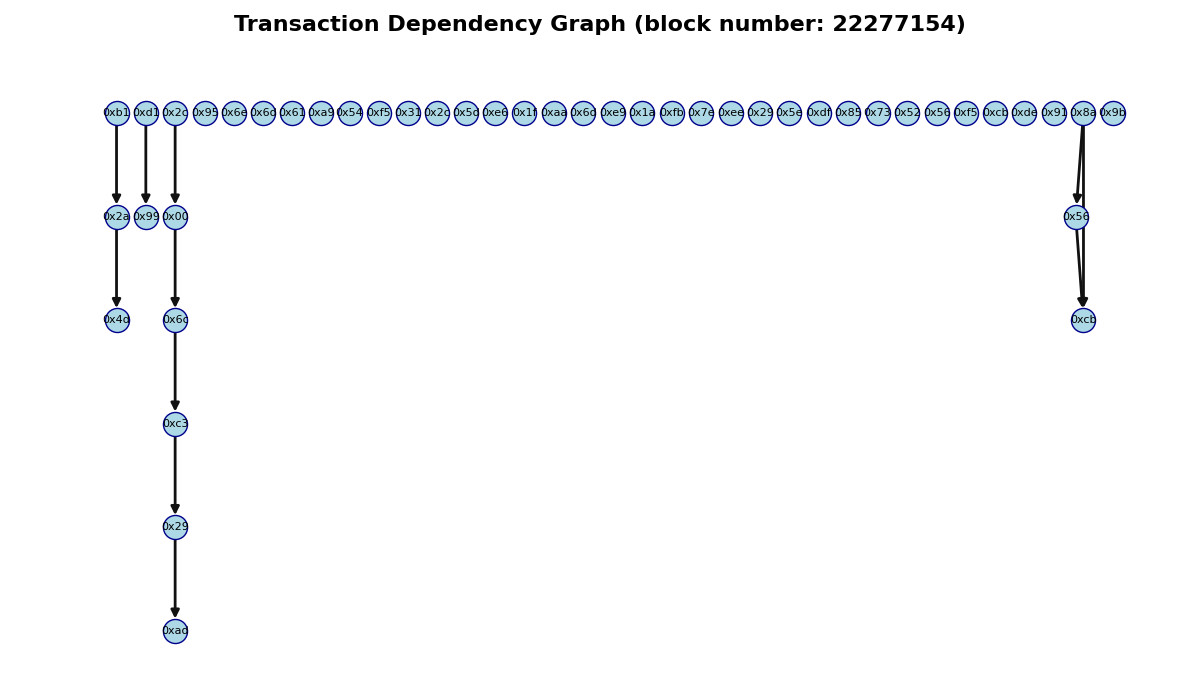 Transaction Dependency Graph (block number: 22277154)
0xb1 0xd1 0x2c 0x95 0x6e 0x6d 0x61 0xa9 0x54 0xf5 0x31 0x2c 0x5d 0xe6 0x1f 0xaa 0x6d 0xe9 0x1a 0xfb 0x7e 0xee 0x29 0x5e 0xdf 0x85 0x73 0x52 0x56 0xf5 0xcb 0xde 0x91 0x8a 0x9b
0x2a 0x99 0x00 0x56
0x4d 0x6c 0xcb
0xc3
0x29
0xad